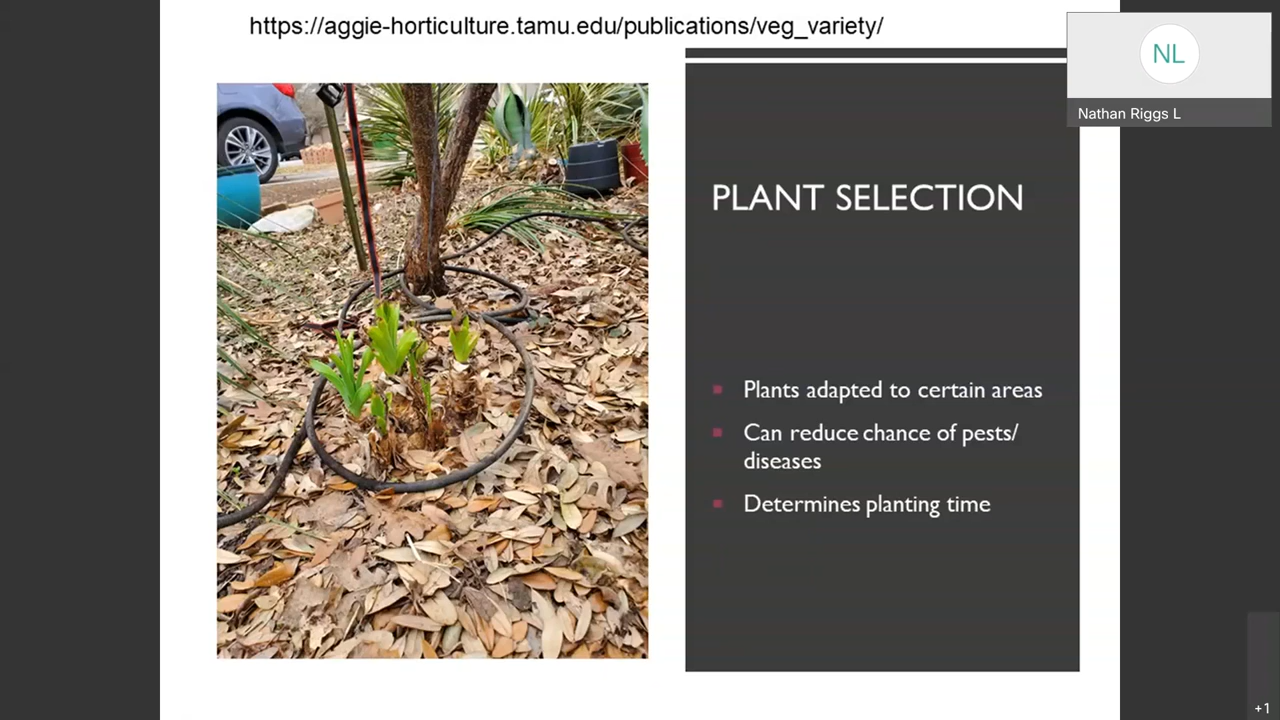 https://aggie-horticulture.tamu.edu/publications/veg_variety/
NL
Nathan Riggs L
PLANT SELECTION
Plants adapted to certain areas
Can reduce chance of pests/
diseases
Determines planting time
+1